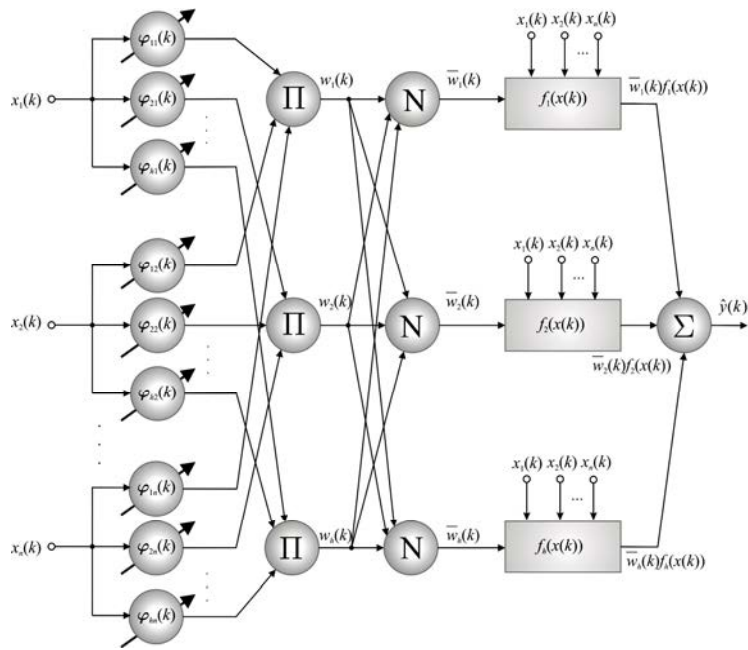 x₁(k) x₂(k) xₙ(k)
...
φ₁₁(k)
x₁(k)
φ₂₁(k)
φₕ₁(k)
Π
w₁(k)
N
w̅₁(k)
f₁(x(k))
w̅₁(k)f₁(x(k))
x₁(k) x₂(k) xₙ(k)
...
φ₁₂(k)
x₂(k)
φ₂₂(k)
φₕ₂(k)
Π
w₂(k)
N
w̅₂(k)
f₂(x(k))
w̅₂(k)f₂(x(k))
Σ
ŷ(k)
x₁(k) x₂(k) xₙ(k)
...
φ₁ₙ(k)
xₙ(k)
φ₂ₙ(k)
φₕₙ(k)
Π
wₕ(k)
N
w̅ₕ(k)
fₕ(x(k))
w̅ₕ(k)fₕ(x(k))